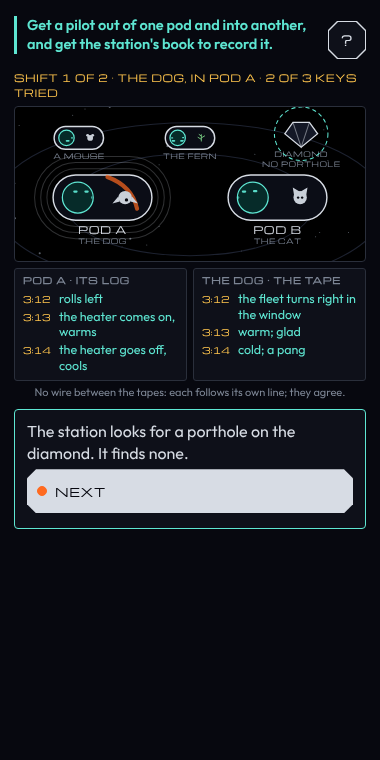 Get a pilot out of one pod and into another,
and get the station's book to record it.
?
SHIFT 1 OF 2 · THE DOG, IN POD A · 2 OF 3 KEYS
TRIED
A MOUSE
THE FERN
DIAMOND
NO PORTHOLE
POD A
THE DOG
POD B
THE CAT
POD A · ITS LOG
3:12 rolls left
3:13 the heater comes on,
warms
3:14 the heater goes off,
cools
THE DOG · THE TAPE
3:12 the fleet turns right in
the window
3:13 warm; glad
3:14 cold; a pang
No wire between the tapes: each follows its own line; they agree.
The station looks for a porthole on the
diamond. It finds none.
NEXT